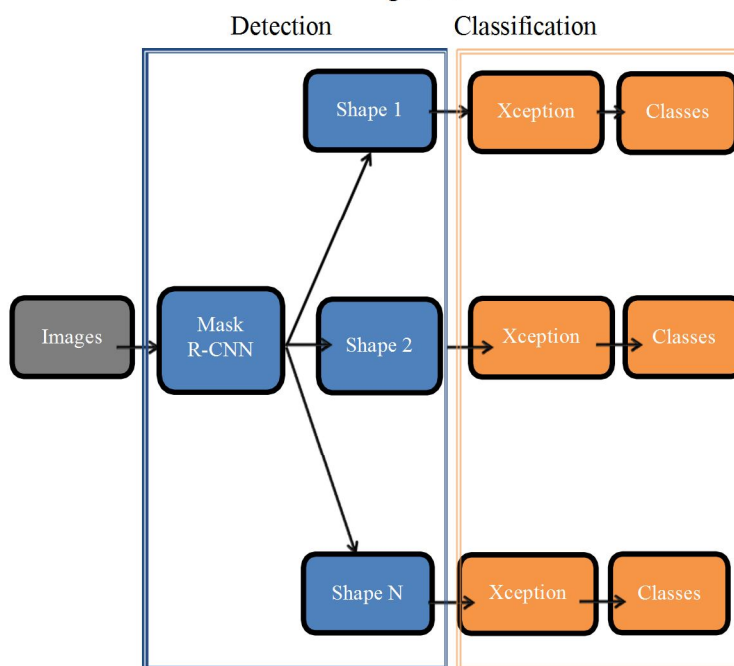 Detection Classification
Shape 1 Xception Classes
Images Mask
R-CNN Shape 2 Xception Classes
Shape N Xception Classes